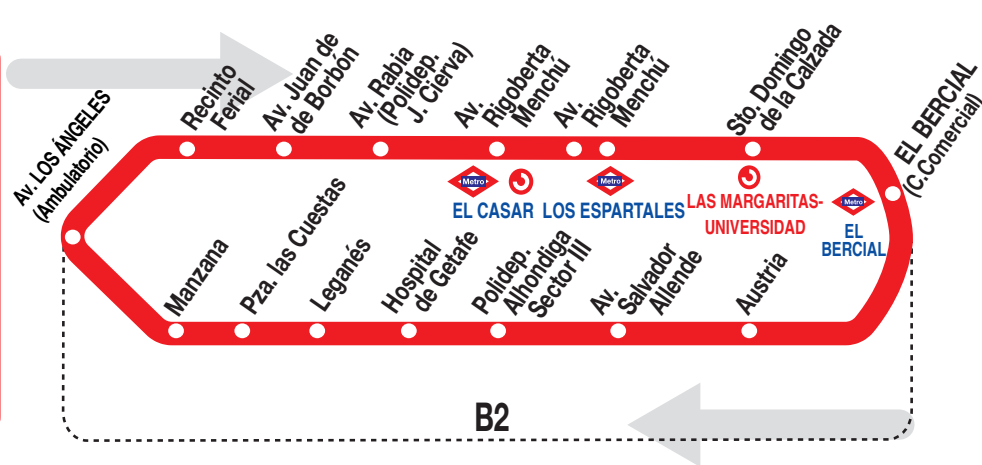 Av. LOS ÁNGELES
(Ambulatorio)
Recinto
Ferial
Av. Juan de
de Borbón
Av. Rabia
(Polidep.
J. Cierva)
Av.
Rigoberta
Menchú
Av.
Rigoberta
Menchú
Sto. Domingo
de la Calzada
EL BERCIAL
(C.Comercial)
Metro
EL CASAR
Metro
LOS ESPARTALES
LAS MARGARITAS-
UNIVERSIDAD
Metro
EL
BERCIAL
Manzana
Pza. las Cuestas
Leganés
Hospital
de Getafe
Polidep.
Alhondiga
Sector III
Av.
Salvador
Allende
Austria
B2